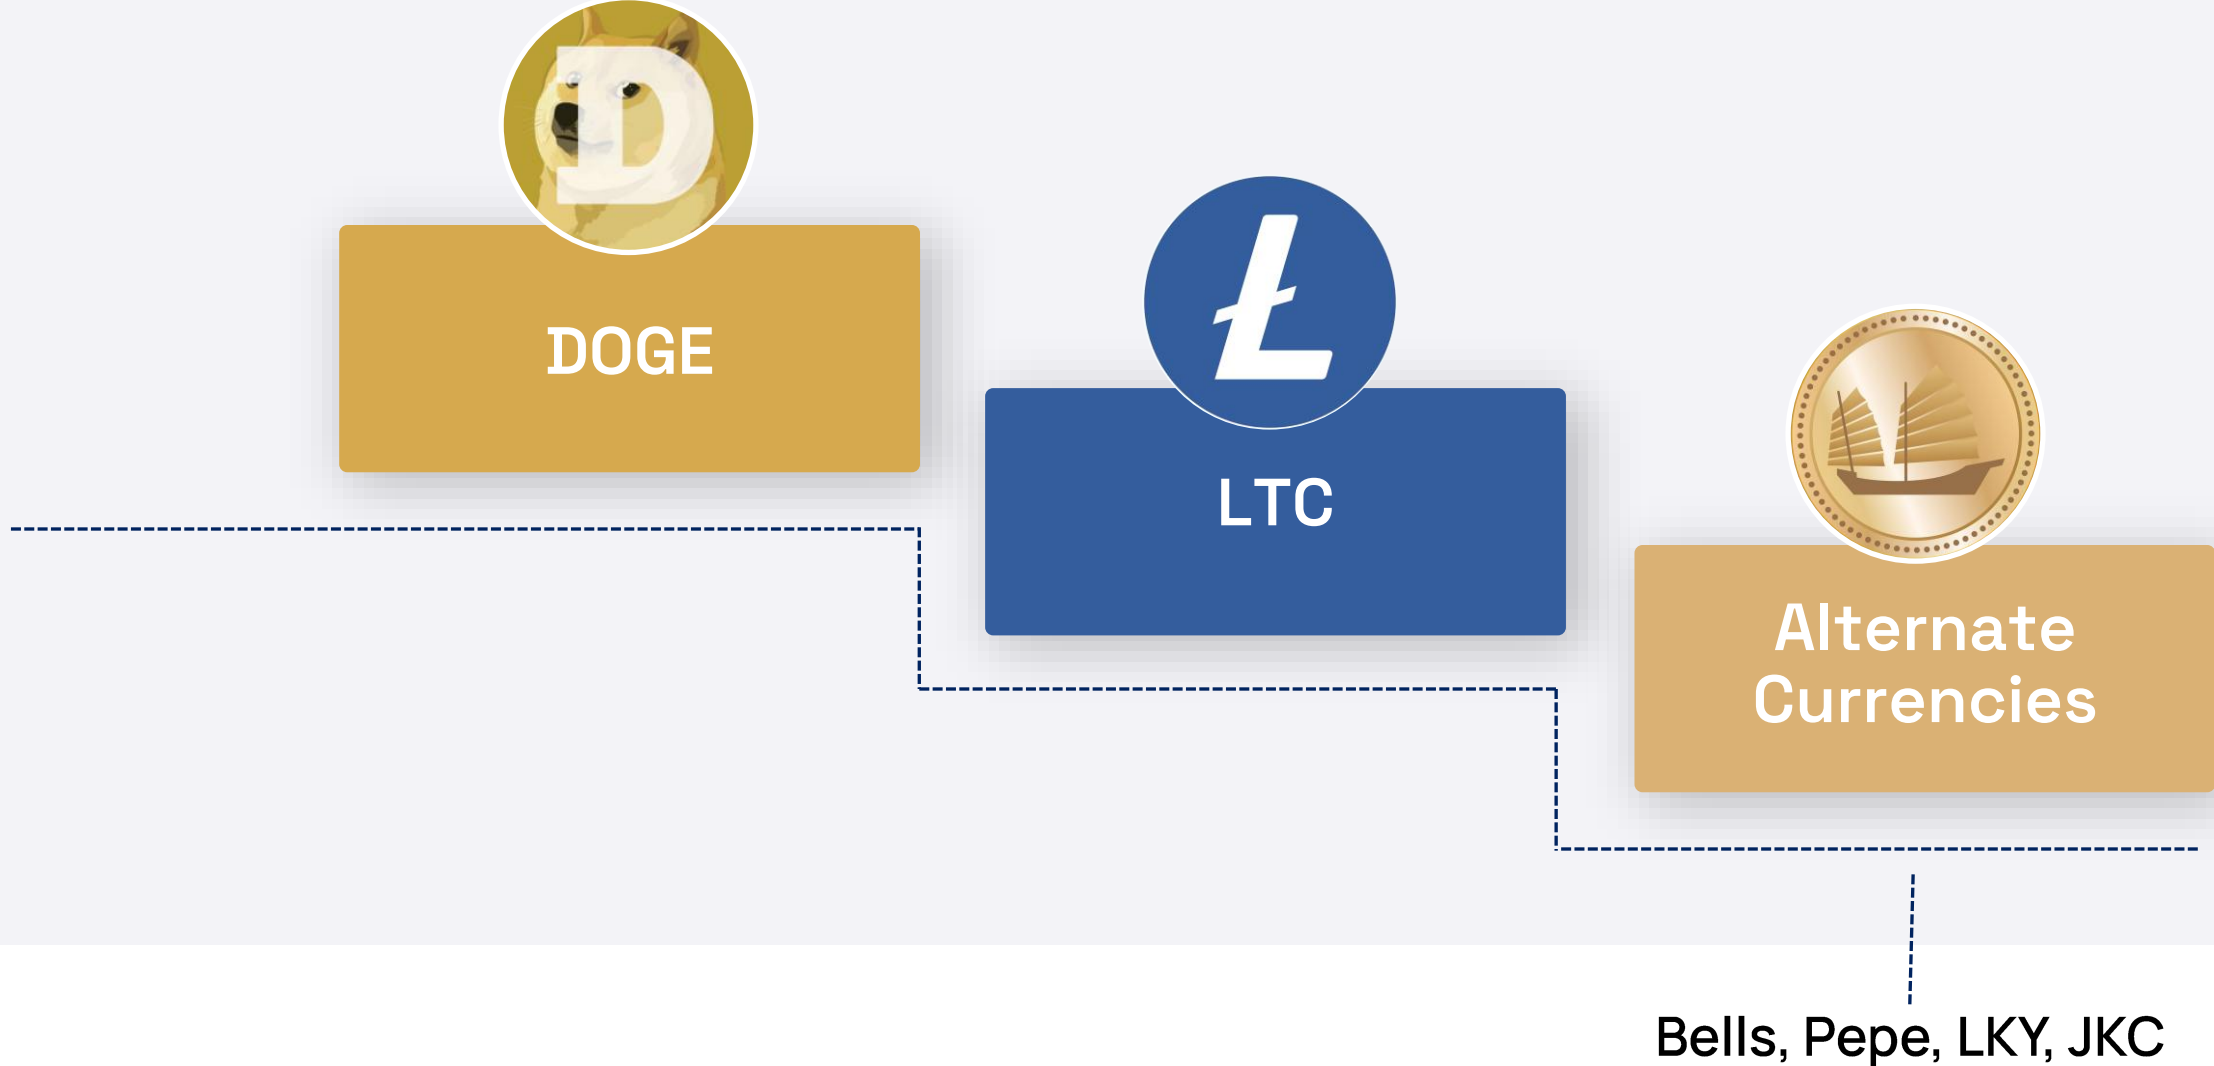 DOGE
LTC
Alternate
Currencies
Bells, Pepe, LKY, JKC